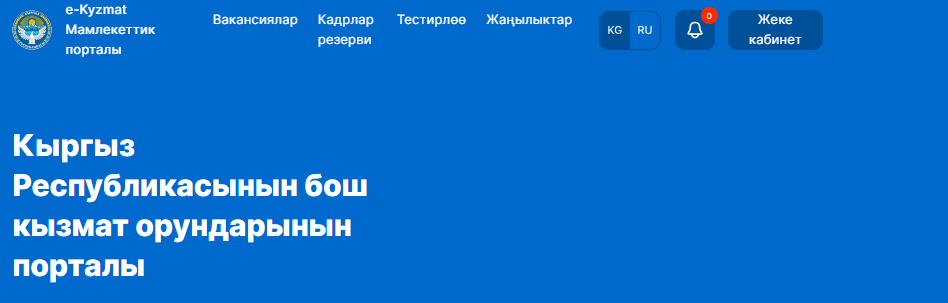 e-Kyzmat
Мамлекеттик
порталы
Вакансиялар
Кадрлар
резерви
Тестирлөө
Жаңылыктар
KG
RU
0
Жеке
кабинет
Кыргыз
Республикасынын бош
кызмат орундарынын
порталы